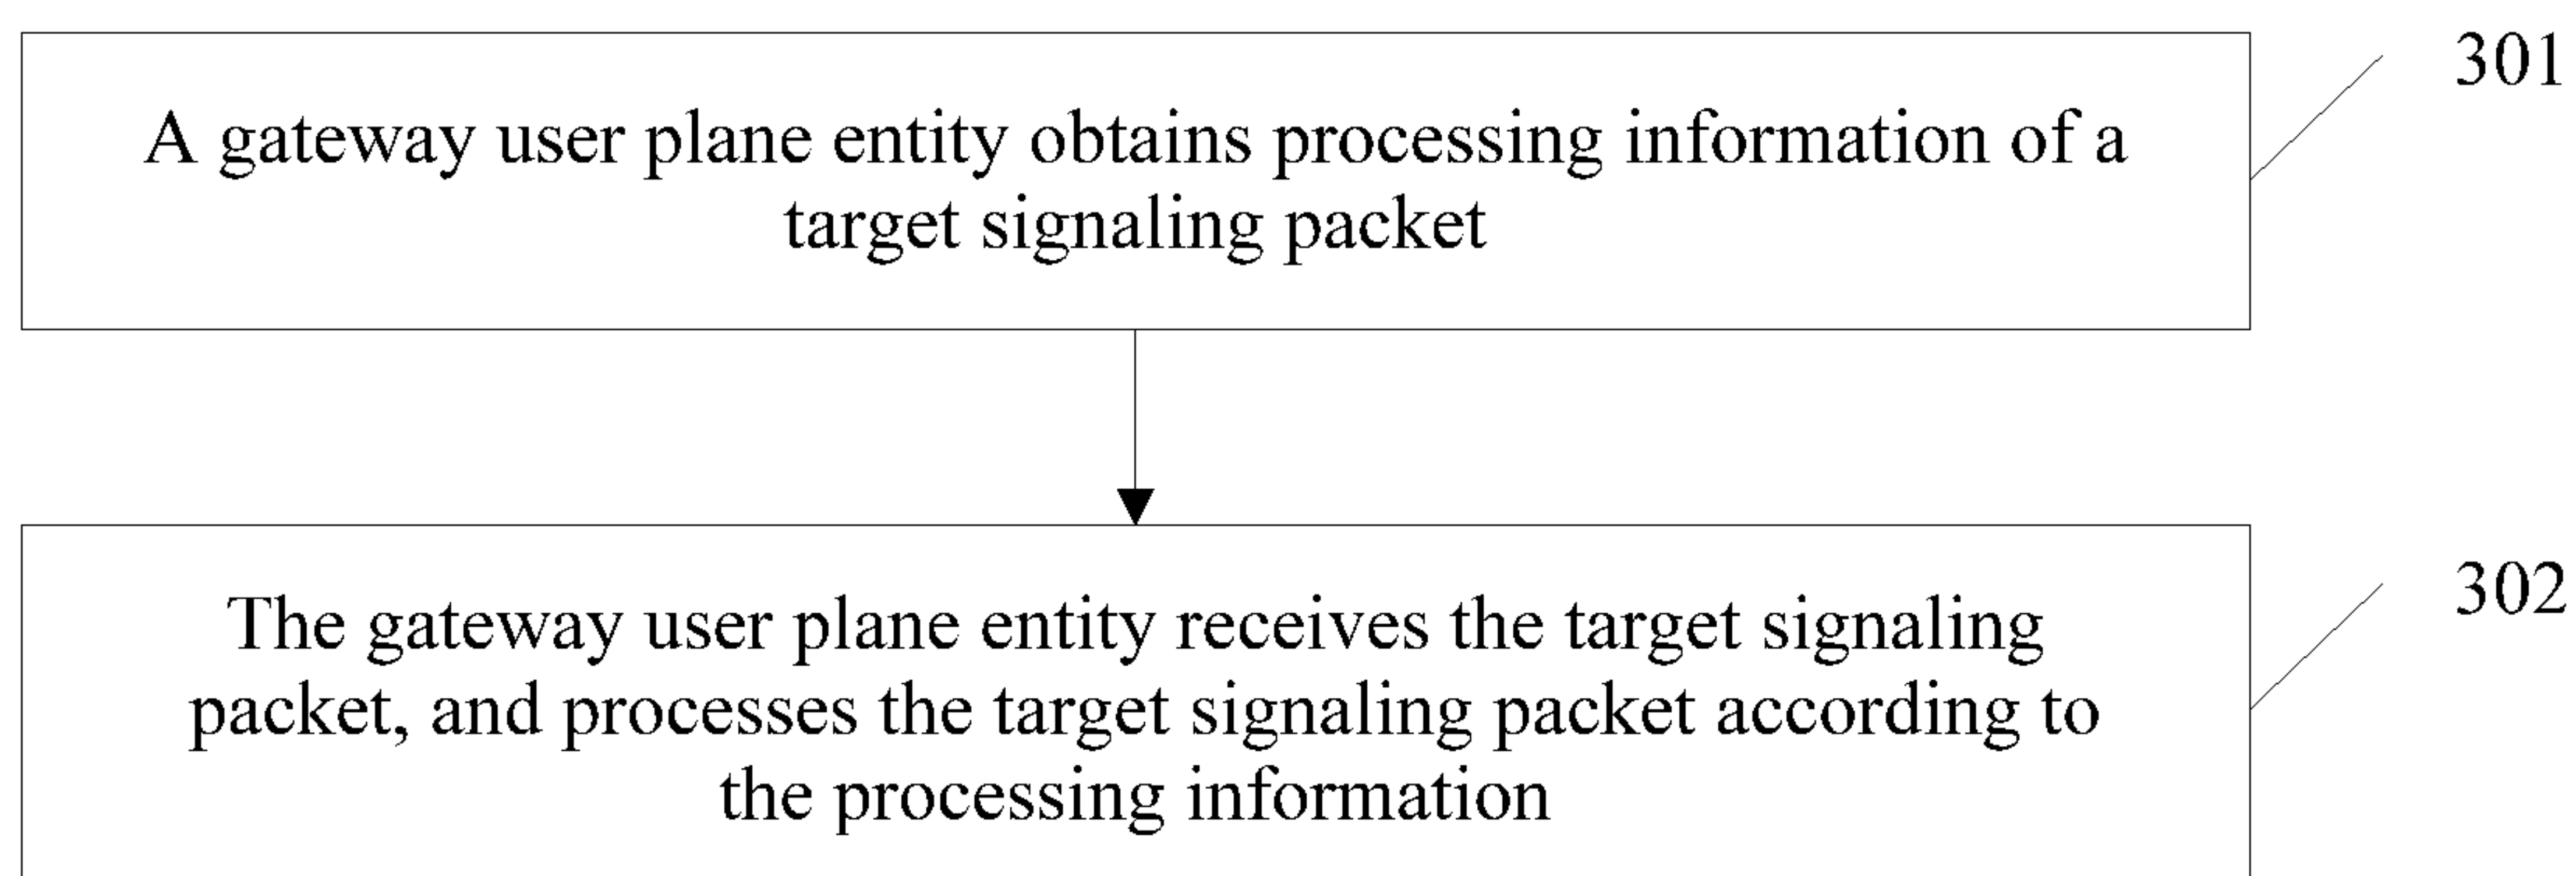 301
A gateway user plane entity obtains processing information of a
target signaling packet
302
The gateway user plane entity receives the target signaling
packet, and processes the target signaling packet according to
the processing information